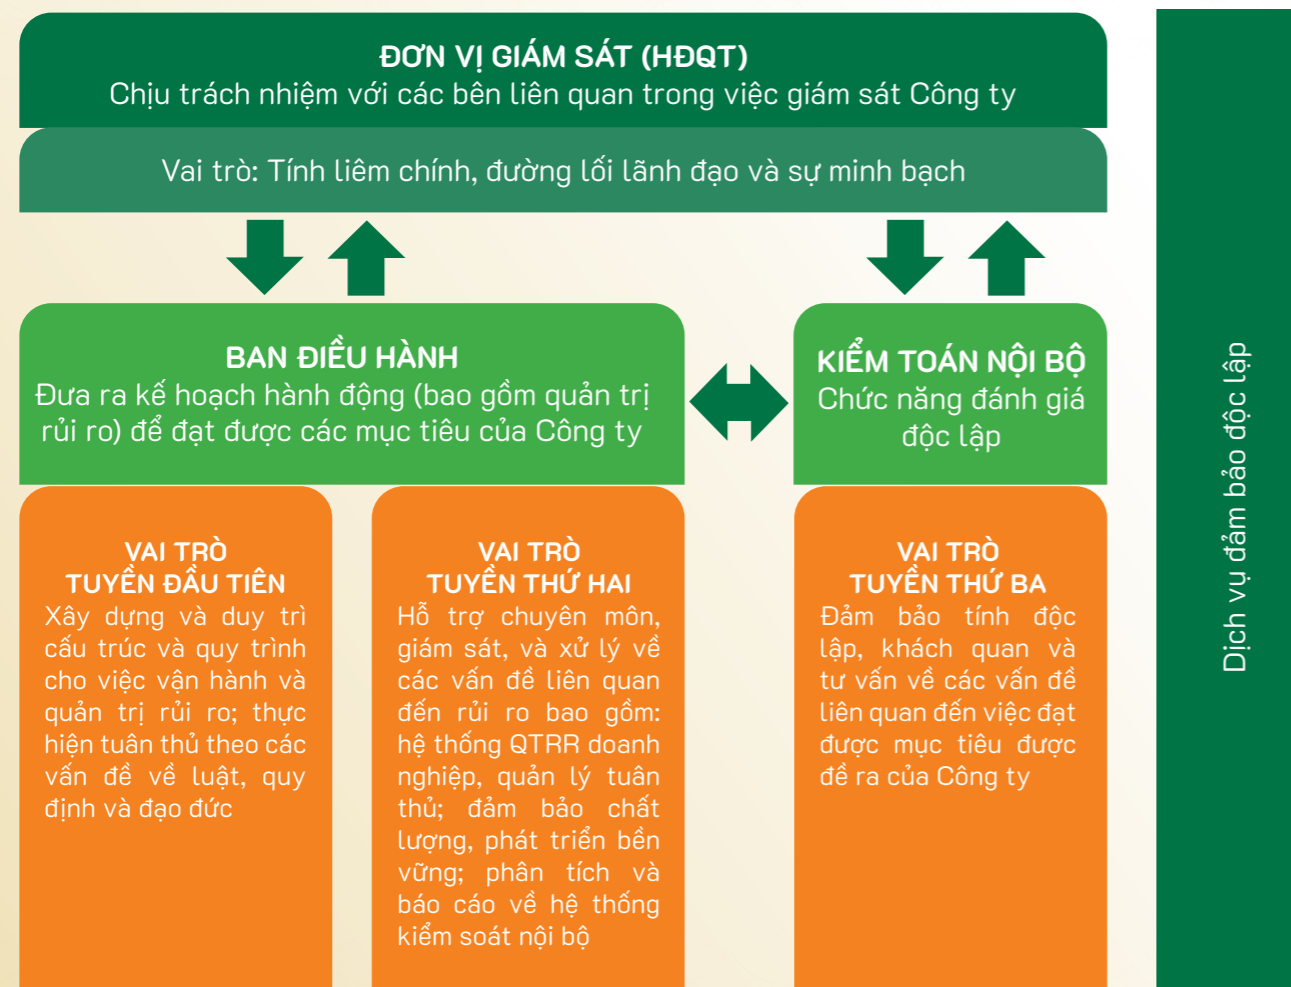 ĐƠN VỊ GIÁM SÁT (HĐQT)
Chịu trách nhiệm với các bên liên quan trong việc giám sát Công ty
Vai trò: Tính liêm chính, đường lối lãnh đạo và sự minh bạch
BAN ĐIỀU HÀNH
Đưa ra kế hoạch hành động (bao gồm quản trị
rủi ro) để đạt được các mục tiêu của Công ty
KIỂM TOÁN NỘI BỘ
Chức năng đánh giá
độc lập
VAI TRÒ
TUYỀN ĐẦU TIÊN
Xây dựng và duy trì
cấu trúc và quy trình
cho việc vận hành và
quản trị rủi ro; thực
hiện tuân thủ theo các
vấn đề về luật, quy
định và đạo đức
VAI TRÒ
TUYỀN THỨ HAI
Hỗ trợ chuyên môn,
giám sát, và xử lý về
các vấn đề liên quan
đến rủi ro bao gồm:
hệ thống QTRR doanh
nghiệp, quản lý tuân
thủ; đảm bảo chất
lượng, phát triển bền
vững; phân tích và
báo cáo về hệ thống
kiểm soát nội bộ
VAI TRÒ
TUYỀN THỨ BA
Đảm bảo tính độc
lập, khách quan và
tư vấn về các vấn đề
liên quan đến việc đạt
được mục tiêu được
đề ra của Công ty
Dịch vụ đảm bảo độc lập